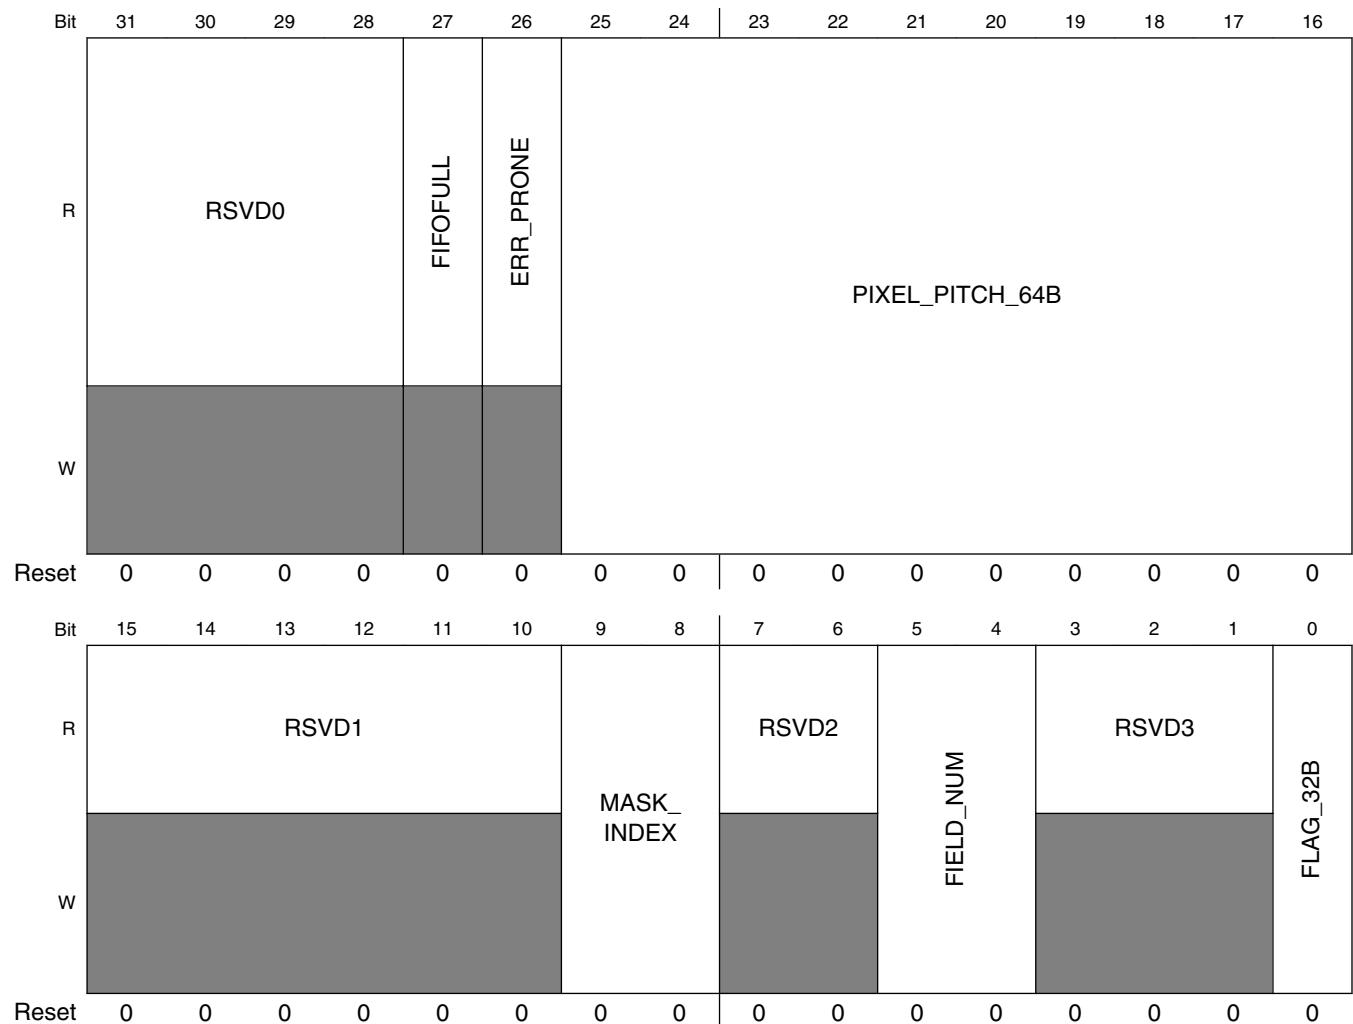 Bit 31 30 29 28 27 26 25 24 23 22 21 20 19 18 17 16
R RSVD0 FIFOFULL ERR_PRONE PIXEL_PITCH_64B
W
Reset 0 0 0 0 0 0 0 0 0 0 0 0 0 0 0 0
Bit 15 14 13 12 11 10 9 8 7 6 5 4 3 2 1 0
R RSVD1 MASK_ RSVD2 FIELD_NUM RSVD3 FLAG_32B
INDEX
W
Reset 0 0 0 0 0 0 0 0 0 0 0 0 0 0 0 0